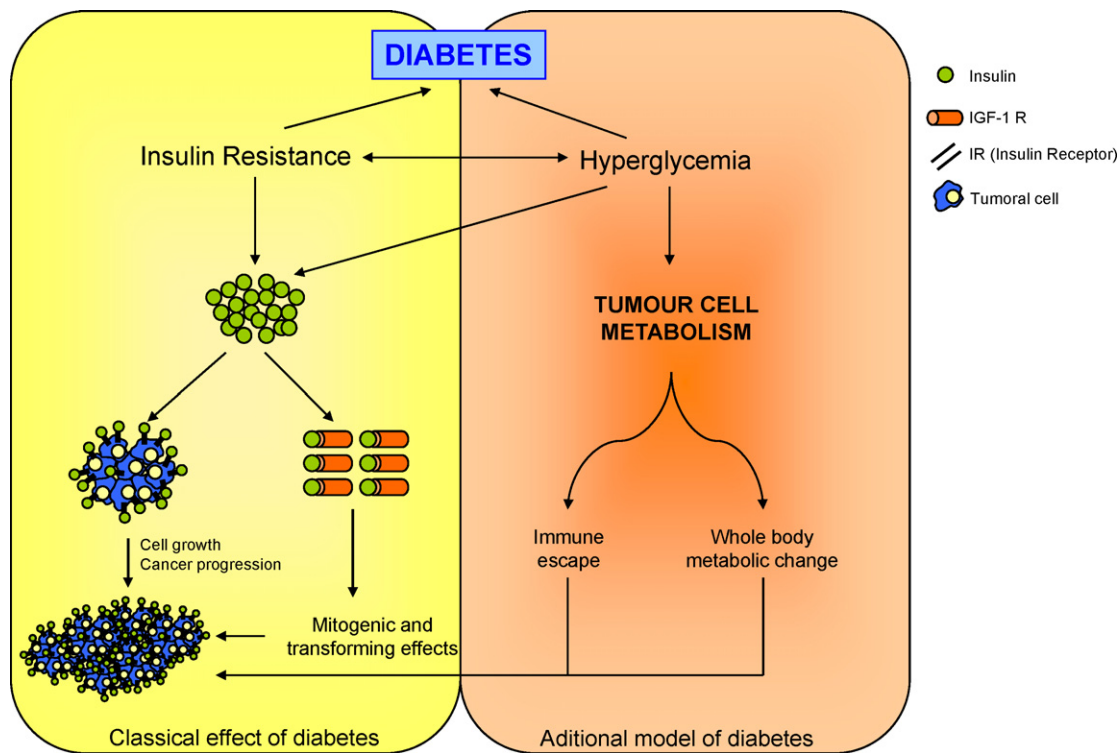 DIABETES
Insulin Resistance
Hyperglycemia
TUMOUR CELL
METABOLISM
Cell growth
Cancer progression
Mitogenic and
transforming effects
Immune
escape
Whole body
metabolic change
Classical effect of diabetes
Aditional model of diabetes
Insulin
IGF-1 R
IR (Insulin Receptor)
Tumoral cell